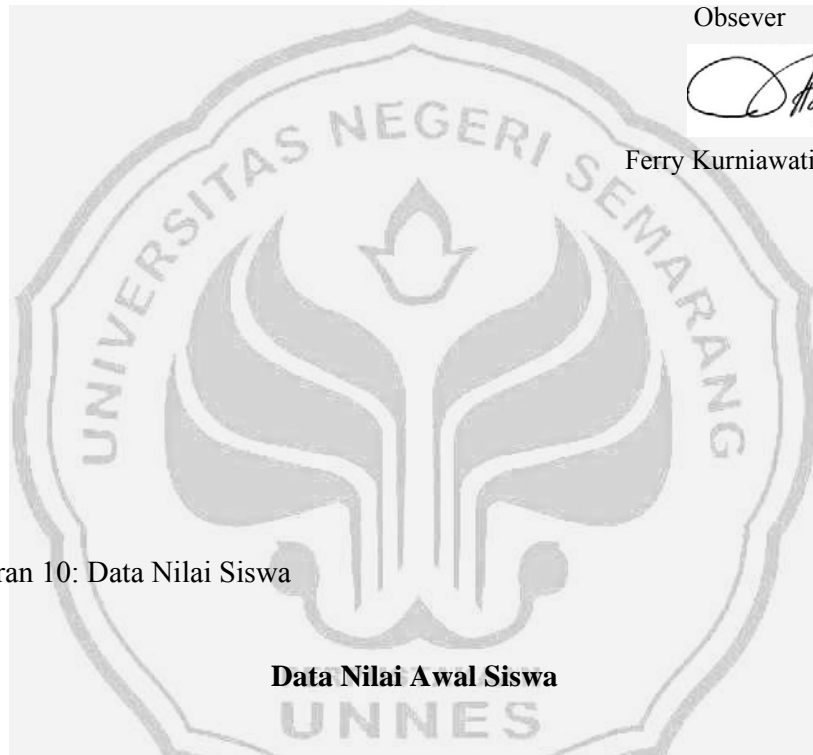 Obsever
Ferry Kurniawati
UNIVERSITAS NEGERI SEMARANG
ran 10: Data Nilai Siswa
Data Nilai Awal Siswa
UNNES